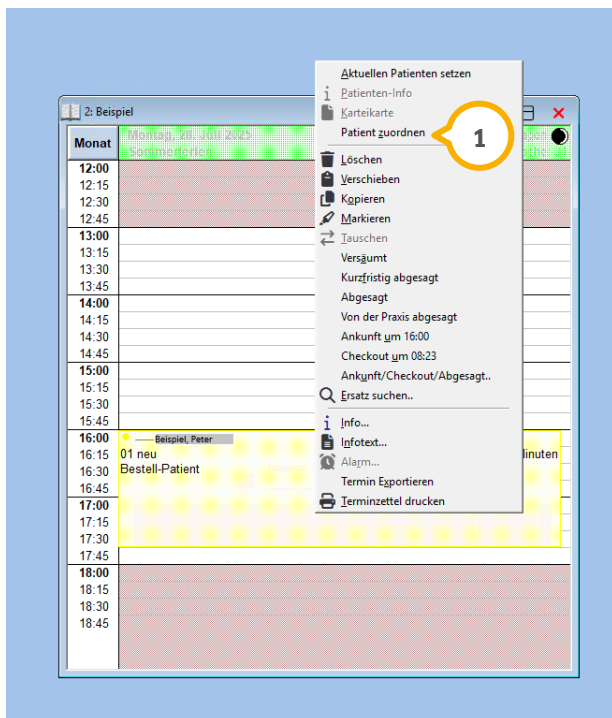 Aktuellen Patienten setzen
Patienten-Info
Karteikarte
Patient zuordnen
1
Löschen
Verschieben
Kopieren
Markieren
Tauschen
Versäumt
Kurzfristig abgesagt
Abgesagt
Von der Praxis abgesagt
Ankunft um 16:00
Checkout um 08:23
Ankunft/Checkout/Abgesagt..
Ersatz suchen..
Info...
Infotext...
Alarm...
Termin Exportieren
Terminzettel drucken
2: Beispiel
Monat
Montag, 28. Juli 2025
Sommerferien
12:00
12:15
12:30
12:45
13:00
13:15
13:30
13:45
14:00
14:15
14:30
14:45
15:00
15:15
15:30
15:45
16:00 Beispiel, Peter
16:15 01 neu
16:30 Bestell-Patient
16:45
17:00
17:15
17:30
17:45
18:00
18:15
18:30
18:45